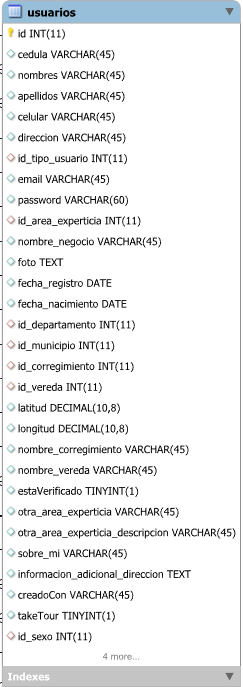 usuarios
id INT(11)
cedula VARCHAR(45)
nombres VARCHAR(45)
apellidos VARCHAR(45)
celular VARCHAR(45)
direccion VARCHAR(45)
id_tipo_usuario INT(11)
email VARCHAR(45)
password VARCHAR(60)
id_area_experticia INT(11)
nombre_negocio VARCHAR(45)
foto TEXT
fecha_registro DATE
fecha_nacimiento DATE
id_departamento INT(11)
id_municipio INT(11)
id_corregimiento INT(11)
id_vereda INT(11)
latitud DECIMAL(10,8)
longitud DECIMAL(10,8)
nombre_corregimiento VARCHAR(45)
nombre_vereda VARCHAR(45)
estaVerificado TINYINT(1)
otra_area_experticia VARCHAR(45)
otra_area_experticia_descripcion VARCHAR(45)
sobre_mi VARCHAR(45)
informacion_adicional_direccion TEXT
creadoCon VARCHAR(45)
takeTour TINYINT(1)
id_sexo INT(11)
4 more...
Indexes